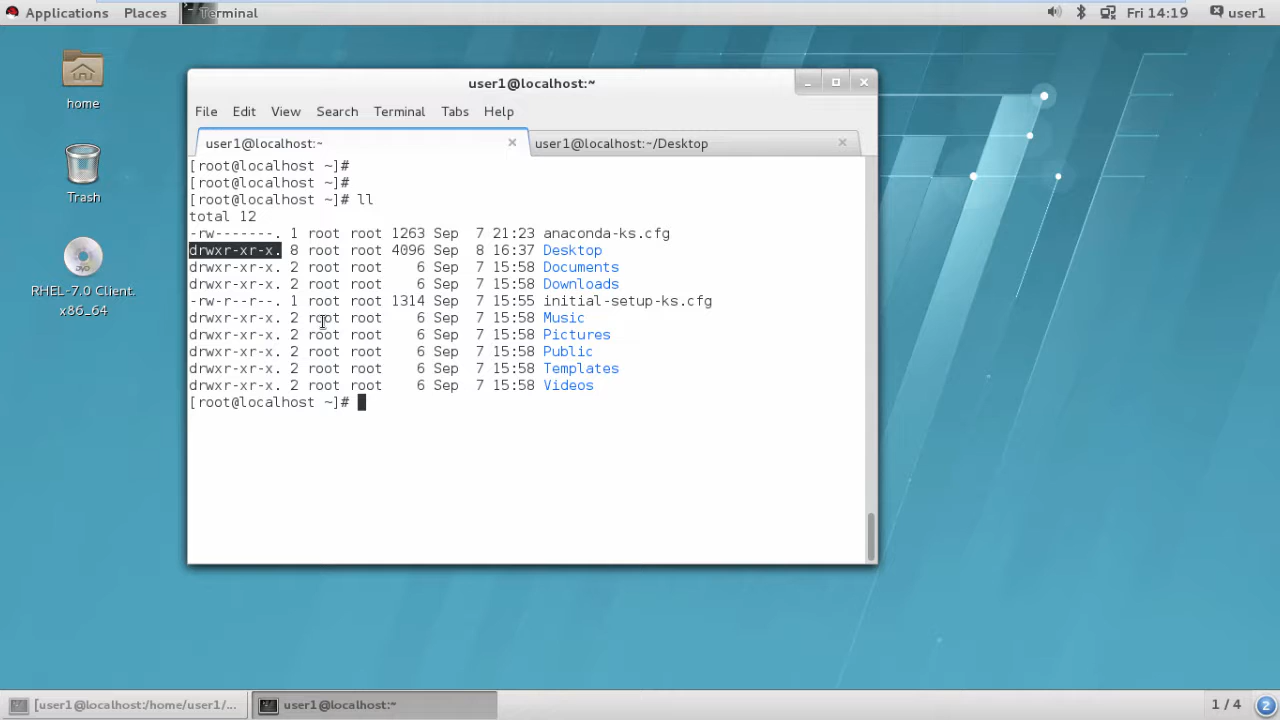 Applications Places Terminal Fri 14:19 user1
home
Trash
RHEL-7.0 Client.
x86_64
user1@localhost:~
File Edit View Search Terminal Tabs Help
user1@localhost:~ user1@localhost:~/Desktop
[root@localhost ~]#
[root@localhost ~]#
[root@localhost ~]# ll
total 12
-rw-------. 1 root root 1263 Sep  7 21:23 anaconda-ks.cfg
drwxr-xr-x. 8 root root 4096 Sep  8 16:37 Desktop
drwxr-xr-x. 2 root root    6 Sep  7 15:58 Documents
drwxr-xr-x. 2 root root    6 Sep  7 15:58 Downloads
-rw-r--r--. 1 root root 1314 Sep  7 15:55 initial-setup-ks.cfg
drwxr-xr-x. 2 root root    6 Sep  7 15:58 Music
drwxr-xr-x. 2 root root    6 Sep  7 15:58 Pictures
drwxr-xr-x. 2 root root    6 Sep  7 15:58 Public
drwxr-xr-x. 2 root root    6 Sep  7 15:58 Templates
drwxr-xr-x. 2 root root    6 Sep  7 15:58 Videos
[root@localhost ~]#
[user1@localhost:/home/user1/... user1@localhost:~ 1 / 4 2